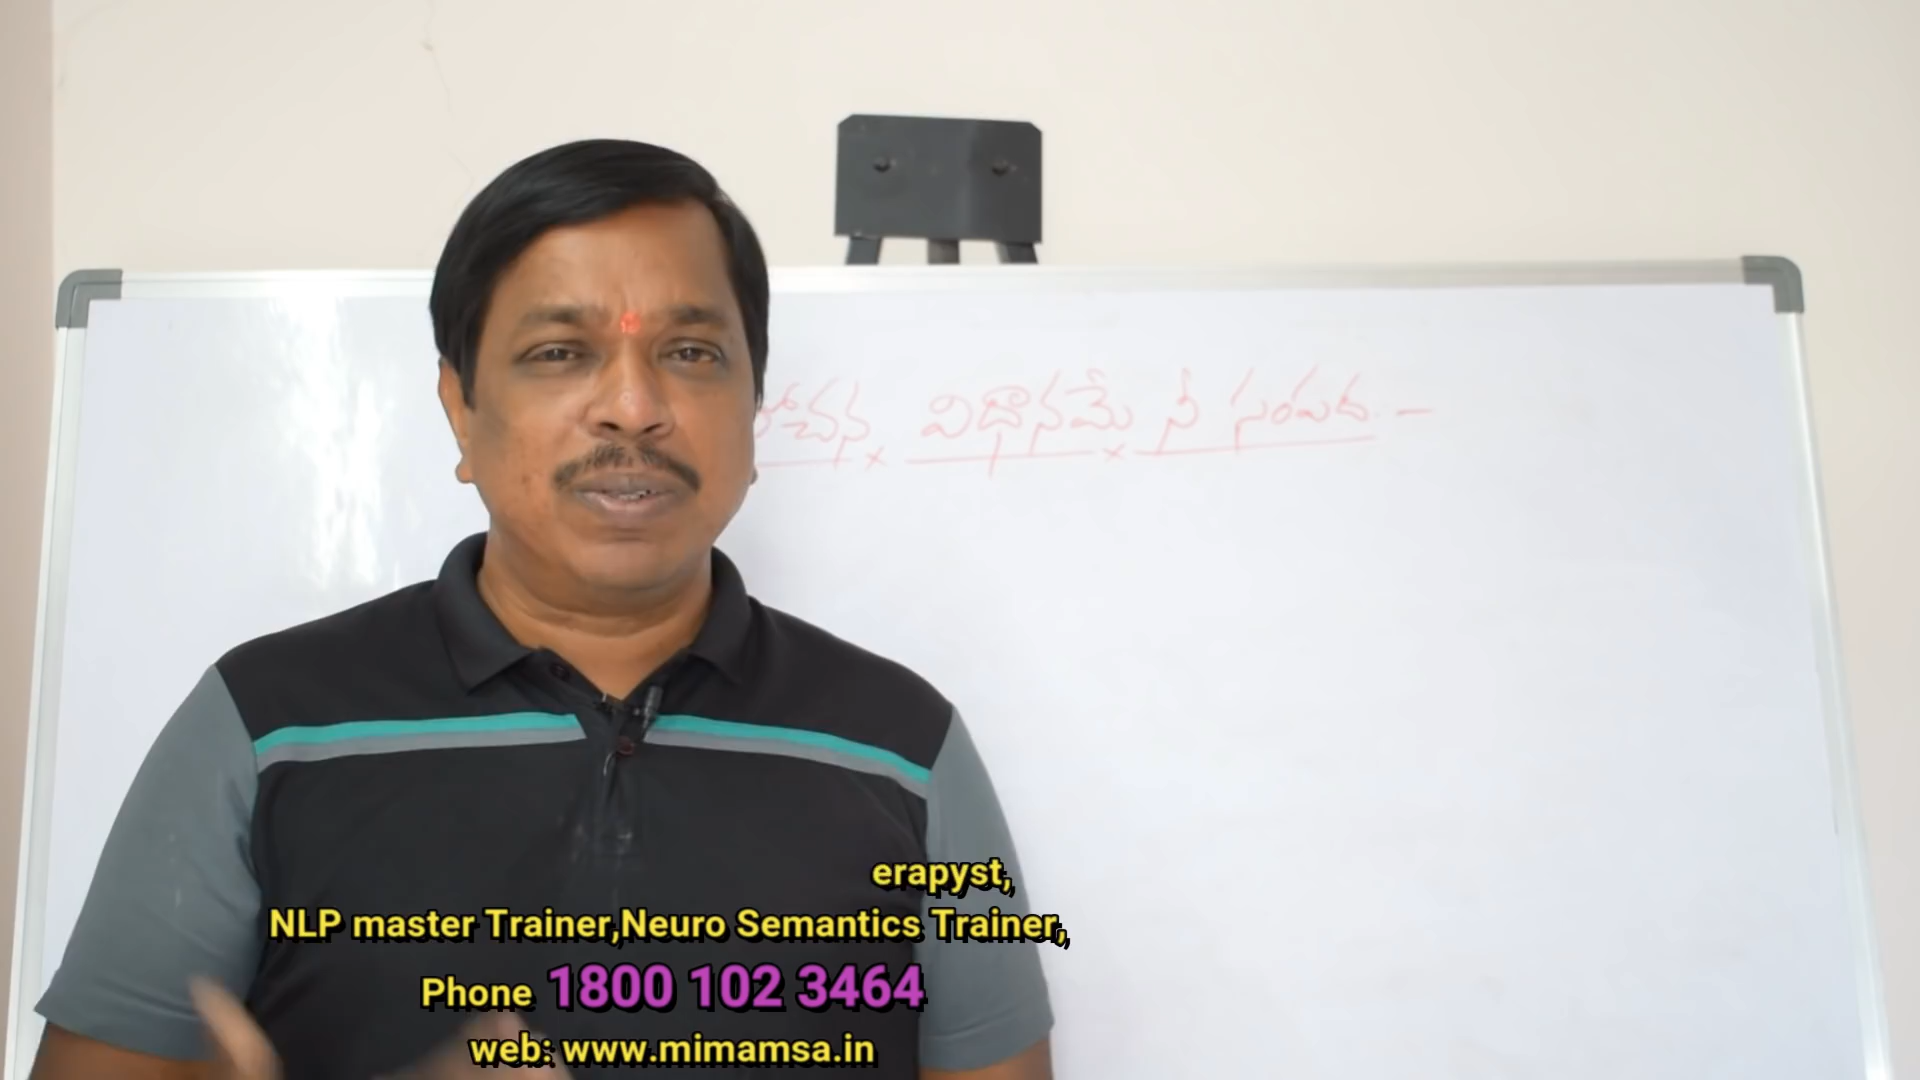 విధానమే నీ సంపద. -
erapyst,
NLP master Trainer,Neuro Semantics Trainer,
Phone 1800 102 3464
web: www.mimamsa.in